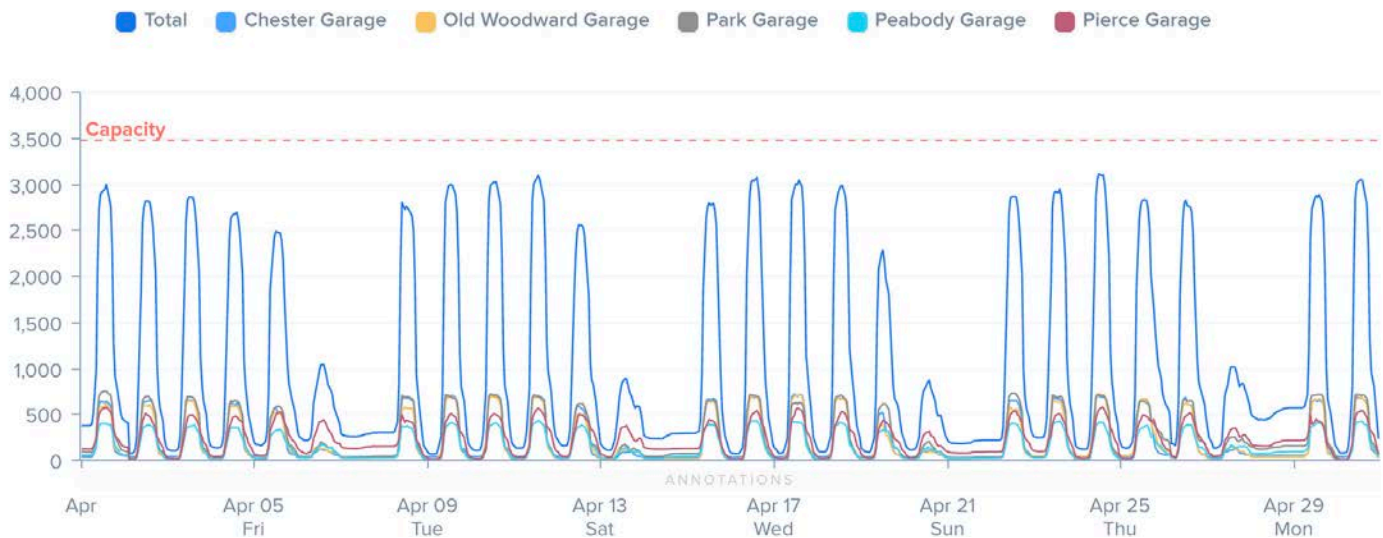 Total Chester Garage Old Woodward Garage Park Garage Peabody Garage Pierce Garage
4,000
Capacity
3,500
3,000
2,500
2,000
1,500
1,000
500
0
ANNOTATIONS
Apr Apr 05 Apr 09 Apr 13 Apr 17 Apr 21 Apr 25 Apr 29
Fri Tue Sat Wed Sun Thu Mon